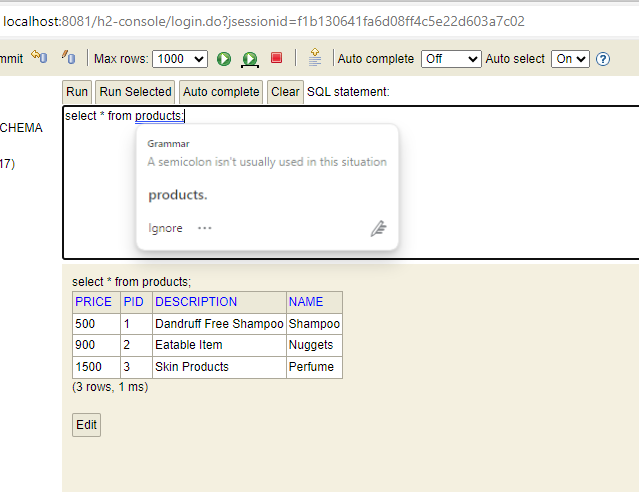 localhost:8081/h2-console/login.do?jsessionid=f1b130641fa6d08ff4c5e22d603a7c02
mmit Max rows: 1000 Auto complete Off Auto select On ?
Run Run Selected Auto complete Clear SQL statement:
CHEMA
17)
select * from products;
Grammar
A semicolon isn't usually used in this situation
products.
Ignore ...
select * from products;
PRICE PID DESCRIPTION NAME
500 1 Dandruff Free Shampoo Shampoo
900 2 Eatable Item Nuggets
1500 3 Skin Products Perfume
(3 rows, 1 ms)
Edit